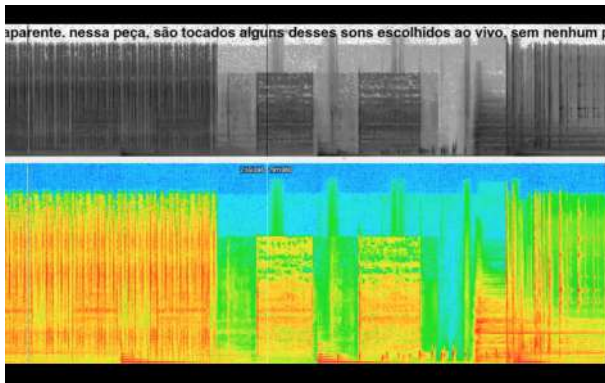 aparente. nessa peça, são tocados alguns desses sons escolhidos ao vivo, sem nenhum p